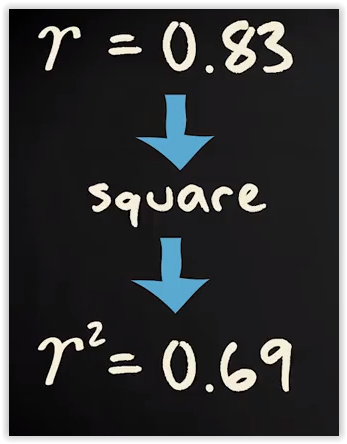 r = 0.83
square
r² = 0.69